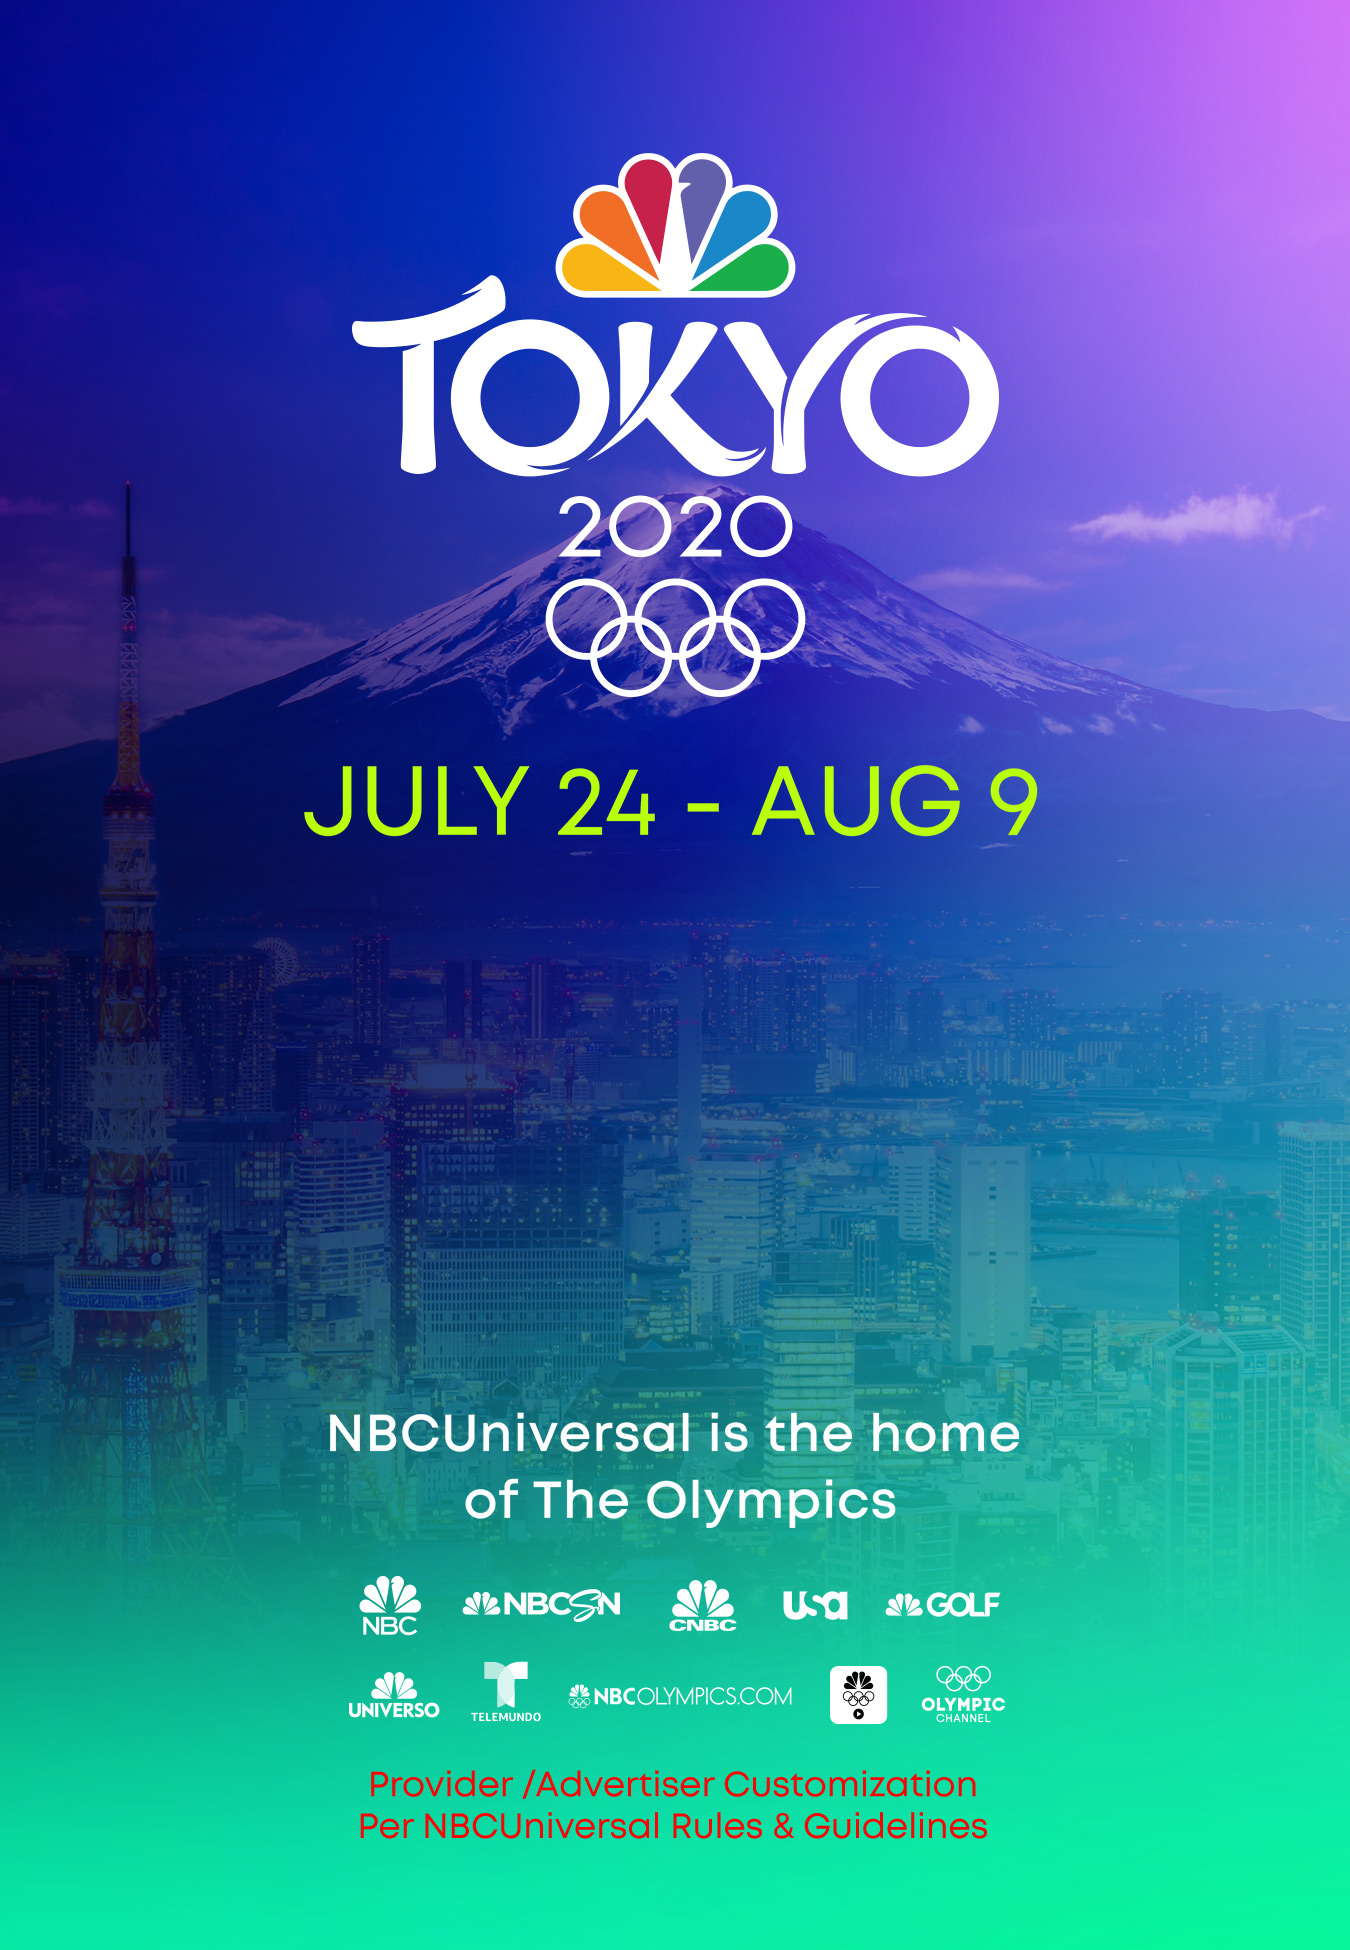 TOKYO
2020
JULY 24 - AUG 9
NBCUniversal is the home
of The Olympics
NBC
NBCSN
CNBC
USA
GOLF
UNIVERSO
TELEMUNDO
NBCOLYMPICS.COM
OLYMPIC
CHANNEL
Provider /Advertiser Customization
Per NBCUniversal Rules & Guidelines